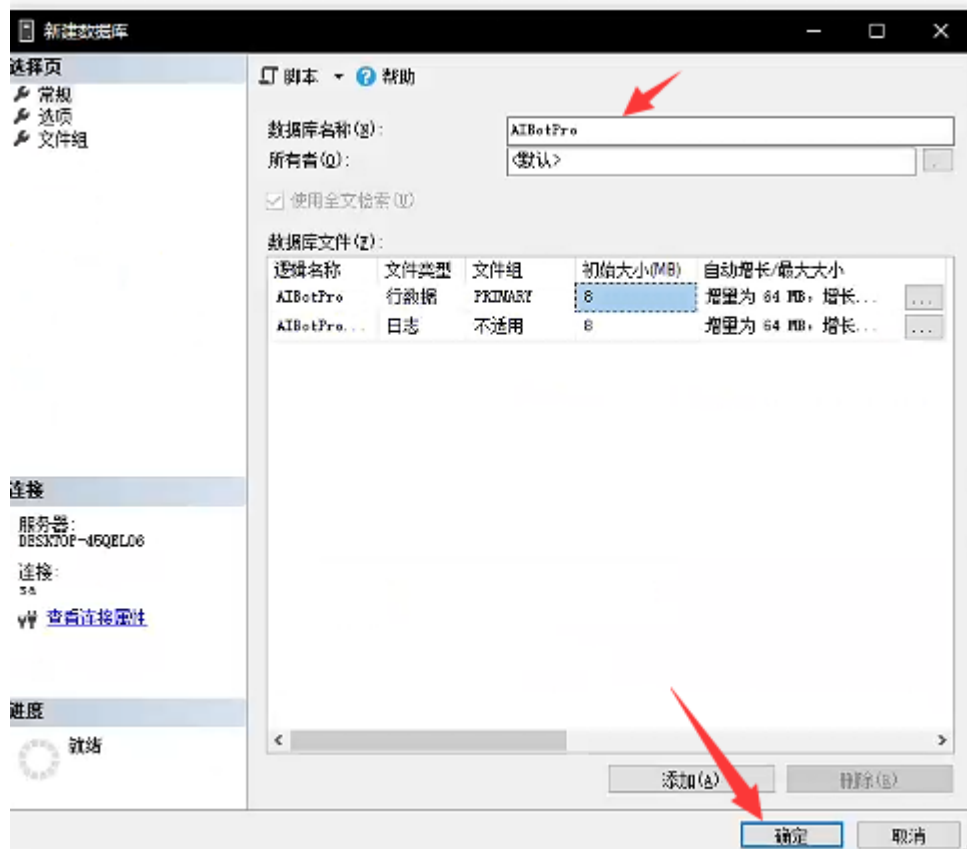 新建数据库
选择页
常规
选项
文件组
脚本 帮助
数据库名称(N):
AIBotPro
所有者(O):
<默认>
使用全文检索(U)
数据库文件(F):
逻辑名称 文件类型 文件组 初始大小(MB) 自动增长/最大大小
AIBotPro 行数据 PRIMARY 8 增量为 64 MB，增长... ...
AIBotPro... 日志 不适用 8 增量为 64 MB，增长... ...
连接
服务器:
DESKTOP-45QEL06
连接:
sa
查看连接属性
进度
就绪
添加(A) 删除(R)
确定 取消